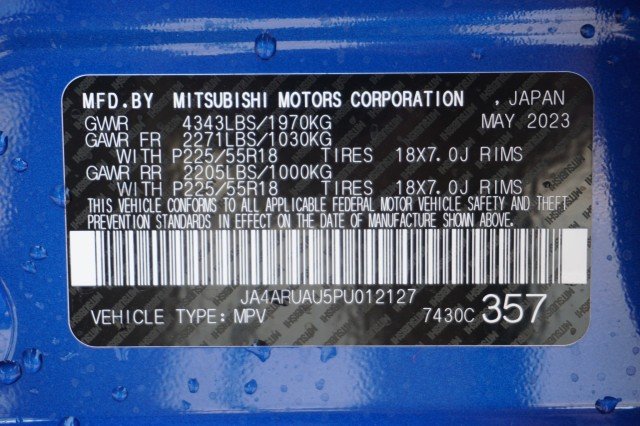 MFD.BY MITSUBISHI MOTORS CORPORATION , JAPAN
GVWR 4343LBS/1970KG MAY 2023
GAWR FR 2271LBS/1030KG
WITH P225/55R18 TIRES 18X7.0J RIMS
GAWR RR 2205LBS/1000KG
WITH P225/55R18 TIRES 18X7.0J RIMS
THIS VEHICLE CONFORMS TO ALL APPLICABLE FEDERAL MOTOR VEHICLE SAFETY AND THEFT
PREVENTION STANDARDS IN EFFECT ON THE DATE OF MANUFACTURE SHOWN ABOVE.
JA4ARUAU5PU012127
VEHICLE TYPE: MPV 7430C 357